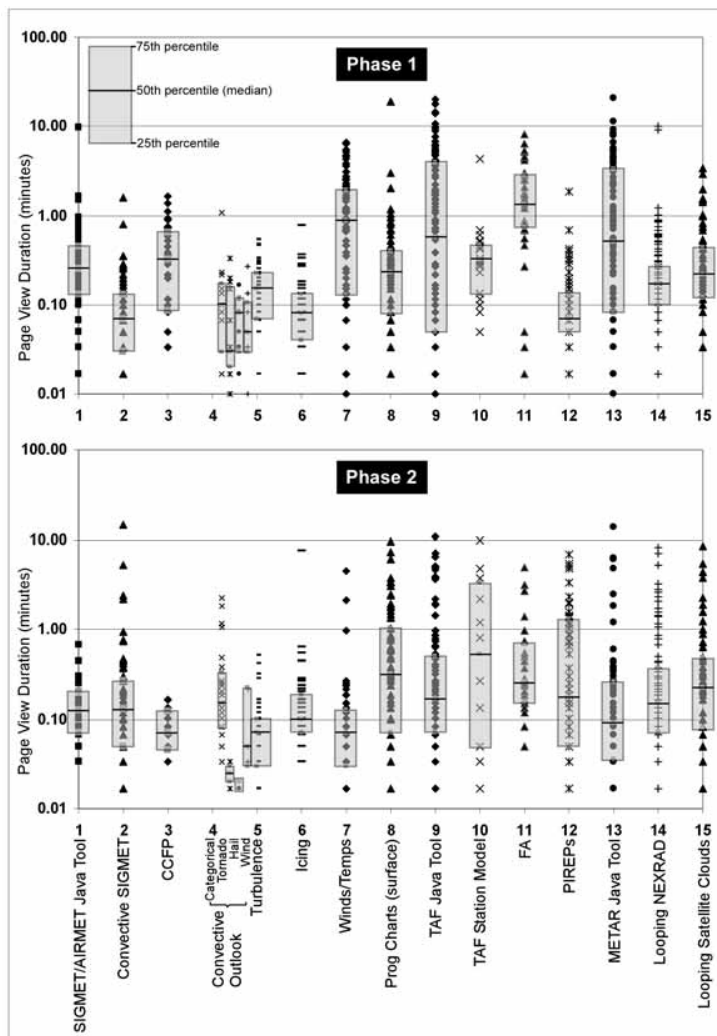 100.00
75th percentile
Phase 1
50th percentile (median)
10.00
25th percentile
Page View Duration (minutes)
1.00
0.10
0.01
1 2 3 4 5 6 7 8 9 10 11 12 13 14 15
100.00
Phase 2
10.00
Page View Duration (minutes)
1.00
0.10
0.01
1 2 3 4 5 6 7 8 9 10 11 12 13 14 15
SIGMET/AIRMET Java Tool
Convective SIGMET
CCFP
Categorical
Tornado
Hail
Wind
Convective
Outlook
Turbulence
Icing
Winds/Temps
Prog Charts (surface)
TAF Java Tool
TAF Station Model
FA
PIREPs
METAR Java Tool
Looping NEXRAD
Looping Satellite Clouds